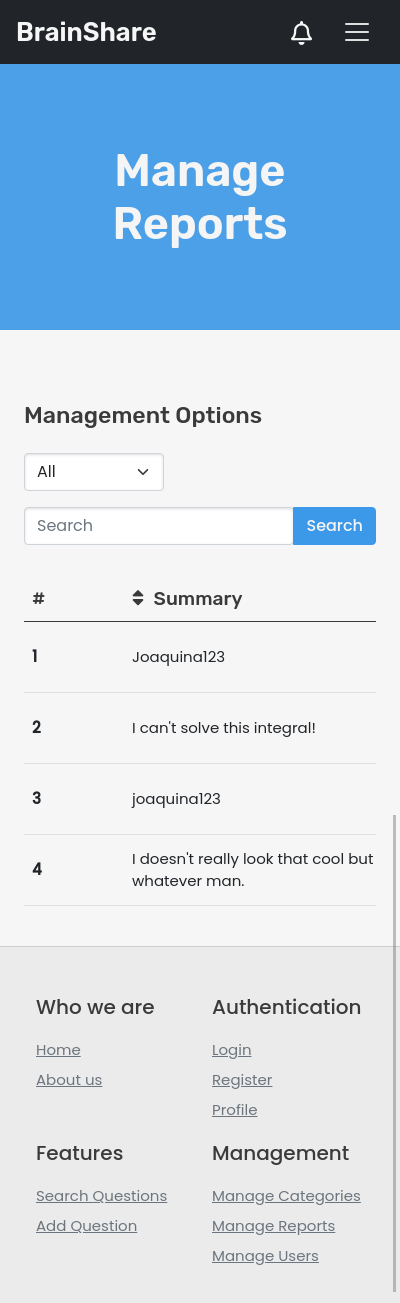 BrainShare
Manage
Reports
Management Options
All
Search Search
# Summary
1 Joaquina123
2 I can't solve this integral!
3 joaquina123
4 I doesn't really look that cool but
whatever man.
Who we are
Home
About us
Authentication
Login
Register
Profile
Features
Search Questions
Add Question
Management
Manage Categories
Manage Reports
Manage Users